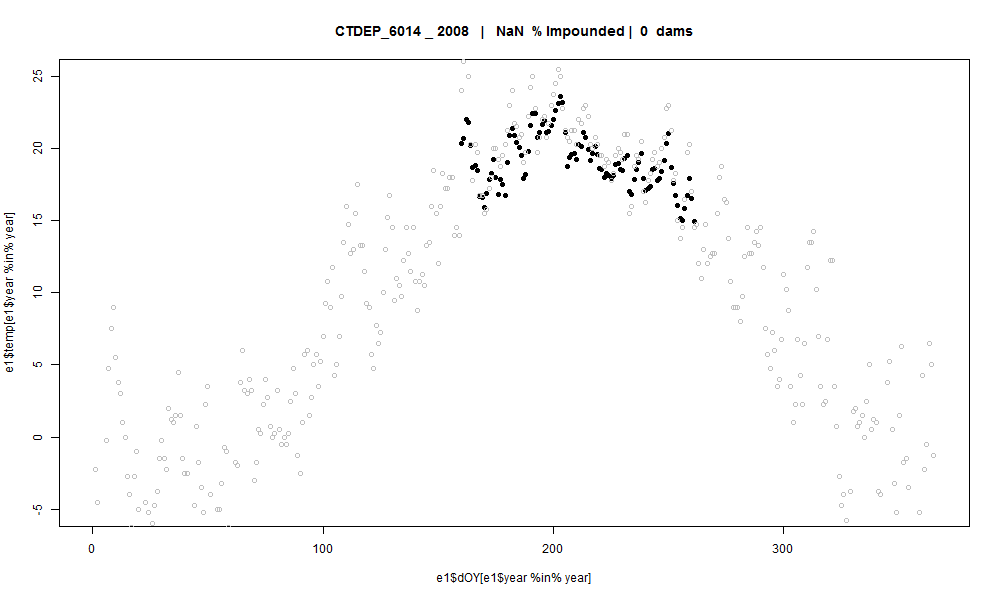 CTDEP_6014 _ 2008 | NaN % Impounded | 0 dams
25
20
15
10
5
0
-5
e1$temp[e1$year %in% year]
0 100 200 300
e1$dOY[e1$year %in% year]